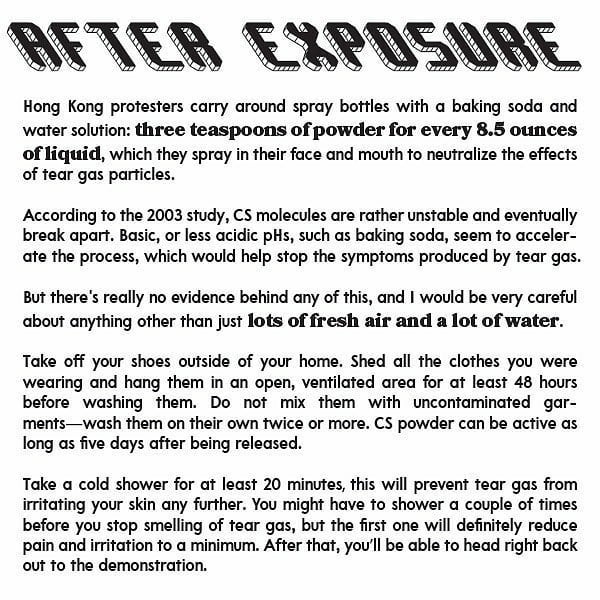 AFTER EXPOSURE
Hong Kong protesters carry around spray bottles with a baking soda and
water solution: three teaspoons of powder for every 8.5 ounces
of liquid, which they spray in their face and mouth to neutralize the effects
of tear gas particles.
According to the 2003 study, CS molecules are rather unstable and eventually
break apart. Basic, or less acidic pHs, such as baking soda, seem to acceler-
ate the process, which would help stop the symptoms produced by tear gas.
But there's really no evidence behind any of this, and I would be very careful
about anything other than just lots of fresh air and a lot of water.
Take off your shoes outside of your home. Shed all the clothes you were
wearing and hang them in an open, ventilated area for at least 48 hours
before washing them. Do not mix them with uncontaminated gar-
ments—wash them on their own twice or more. CS powder can be active as
long as five days after being released.
Take a cold shower for at least 20 minutes, this will prevent tear gas from
irritating your skin any further. You might have to shower a couple of times
before you stop smelling of tear gas, but the first one will definitely reduce
pain and irritation to a minimum. After that, you'll be able to head right back
out to the demonstration.